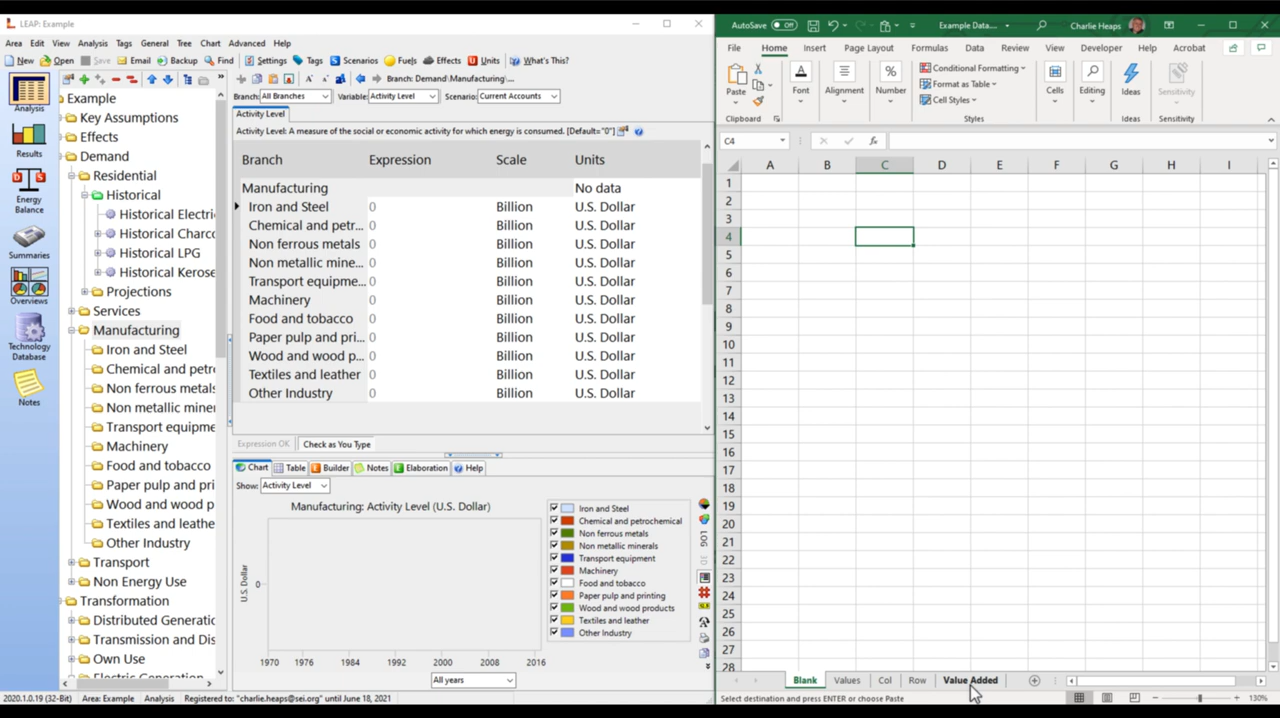 LEAP: Example
Area Edit View Analysis Tags General Tree Chart Advanced Help
New Open Save Email Backup Find Settings Tags Scenarios Fuels Effects Units What's This?
Branch: Demand\Manufacturing\...
Branch: All Branches Variable: Activity Level Scenario: Current Accounts
Analysis
Results
Energy Balance
Summaries
Overviews
Technology Database
Notes
Example
Key Assumptions
Effects
Demand
Residential
Historical
Historical Electri
Historical Charco
Historical LPG
Historical Kerose
Projections
Services
Manufacturing
Iron and Steel
Chemical and petro
Non ferrous metals
Non metallic miner
Transport equipme
Machinery
Food and tobacco
Paper pulp and pri
Wood and wood p
Textiles and leathe
Other Industry
Transport
Non Energy Use
Transformation
Distributed Generatio
Transmission and Dis
Own Use
Electric Generation
Activity Level
Activity Level: A measure of the social or economic activity for which energy is consumed. [Default="0"]
Branch Expression Scale Units
Manufacturing No data
Iron and Steel 0 Billion U.S. Dollar
Chemical and petr... 0 Billion U.S. Dollar
Non ferrous metals 0 Billion U.S. Dollar
Non metallic mine... 0 Billion U.S. Dollar
Transport equipme... 0 Billion U.S. Dollar
Machinery 0 Billion U.S. Dollar
Food and tobacco 0 Billion U.S. Dollar
Paper pulp and pri... 0 Billion U.S. Dollar
Wood and wood p... 0 Billion U.S. Dollar
Textiles and leather 0 Billion U.S. Dollar
Other Industry 0 Billion U.S. Dollar
Expression OK Check as You Type
Chart Table Builder Notes Elaboration Help
Show: Activity Level
Manufacturing: Activity Level (U.S. Dollar)
U.S. Dollar
0
1970 1976 1984 1992 2000 2008 2016
Iron and Steel
Chemical and petrochemical
Non ferrous metals
Non metallic minerals
Transport equipment
Machinery
Food and tobacco
Paper pulp and printing
Wood and wood products
Textiles and leather
Other Industry
LOG
All years
2020.1.0.19 (32-Bit) Area: Example Analysis Registered to: "charlie.heaps@sei.org" until June 18, 2021
AutoSave Off Example Data... Charlie Heaps
File Home Insert Page Layout Formulas Data Review View Developer Help Acrobat
Paste Font Alignment Number Conditional Formatting Format as Table Cell Styles Cells Editing Ideas Sensitivity
Clipboard Styles Ideas Sensitivity
C4 fx
A B C D E F G H I
1
2
3
4
5
6
7
8
9
10
11
12
13
14
15
16
17
18
19
20
21
22
23
24
25
26
27
28
Blank Values Col Row Value Added
Select destination and press ENTER or choose Paste 130%